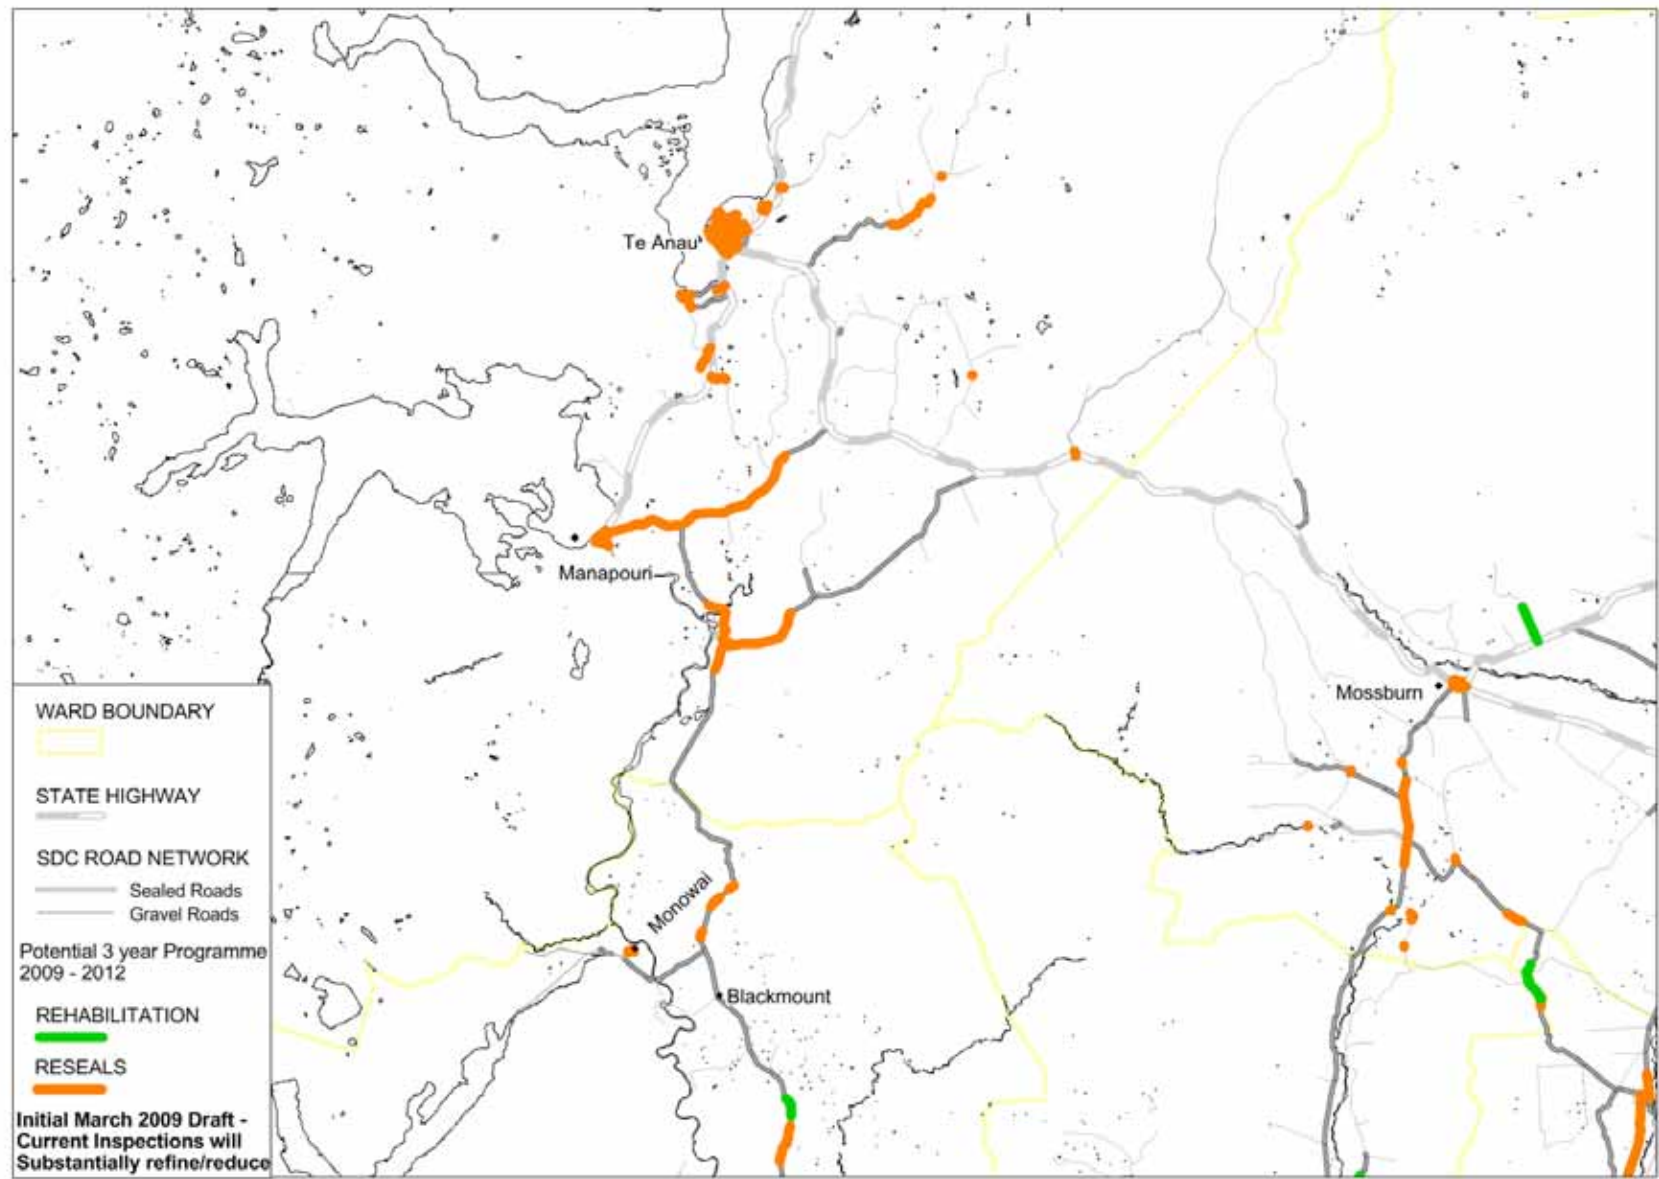 Te Anau
Manapouri
Mossburn
Monowai
Blackmount
WARD BOUNDARY
STATE HIGHWAY
SDC ROAD NETWORK
Sealed Roads
Gravel Roads
Potential 3 year Programme
2009 - 2012
REHABILITATION
RESEALS
Initial March 2009 Draft -
Current Inspections will
Substantially refine/reduce